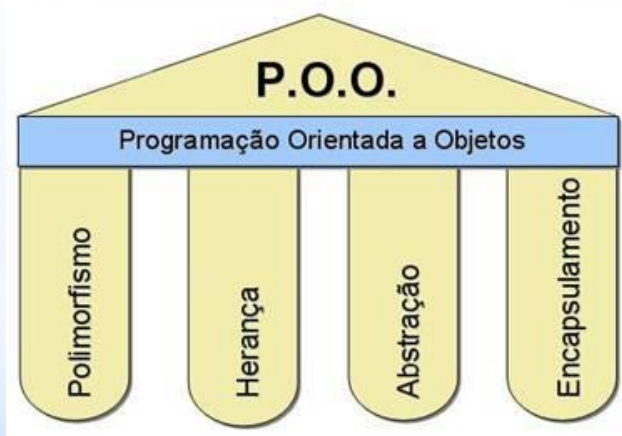 P.O.O.
Programação Orientada a Objetos
Polimorfismo
Herança
Abstração
Encapsulamento